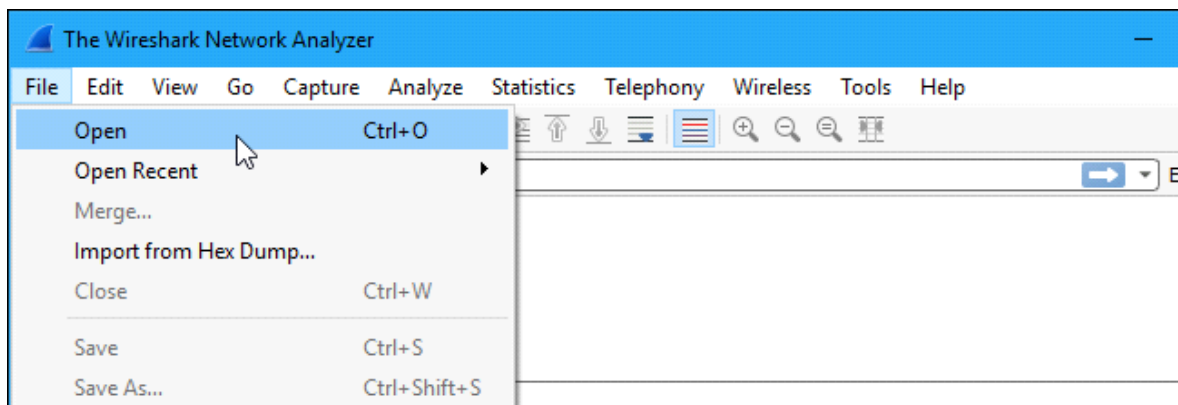 The Wireshark Network Analyzer
File Edit View Go Capture Analyze Statistics Telephony Wireless Tools Help
Open Ctrl+O
Open Recent
Merge...
Import from Hex Dump...
Close Ctrl+W
Save Ctrl+S
Save As... Ctrl+Shift+S